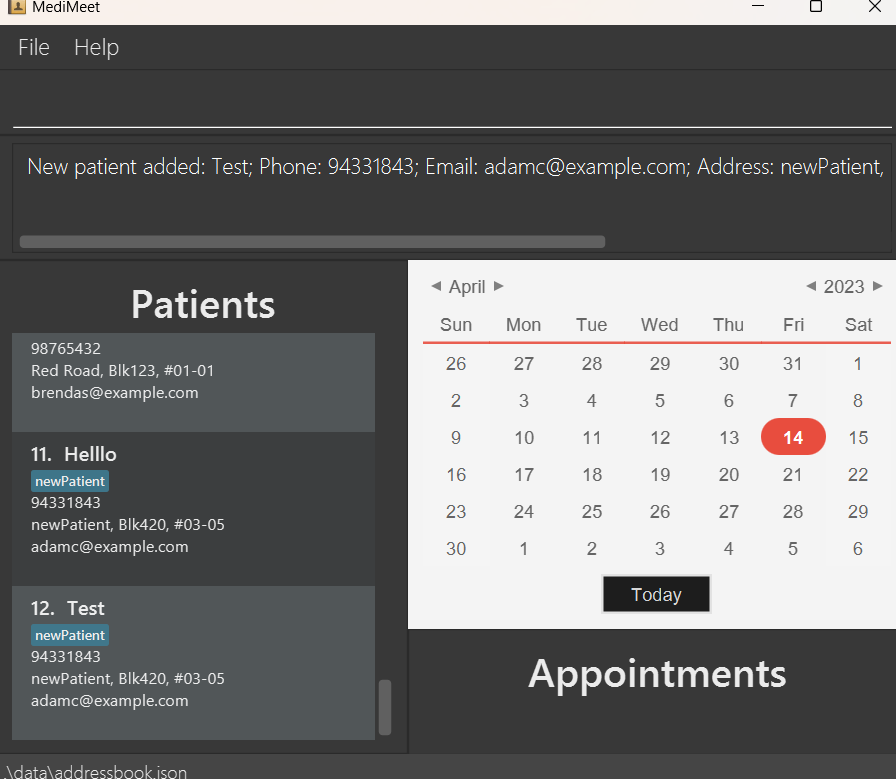 MediMeet
File Help
New patient added: Test; Phone: 94331843; Email: adamc@example.com; Address: newPatient,
Patients
98765432
Red Road, Blk123, #01-01
brendas@example.com
11. Helllo
newPatient
94331843
newPatient, Blk420, #03-05
adamc@example.com
12. Test
newPatient
94331843
newPatient, Blk420, #03-05
adamc@example.com
April 2023
Sun Mon Tue Wed Thu Fri Sat
26 27 28 29 30 31 1
2 3 4 5 6 7 8
9 10 11 12 13 14 15
16 17 18 19 20 21 22
23 24 25 26 27 28 29
30 1 2 3 4 5 6
Today
Appointments
.\data\addressbook.json